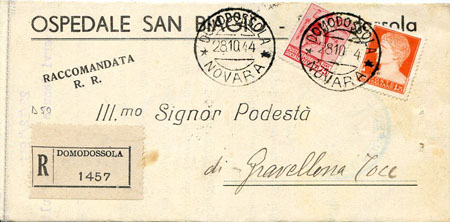 OSPEDALE SAN B
ossola
DOMODOSSOLA
28.10.44
NOVARA
DOMODOSSOLA
28.10.4
NOVARA
RACCOMANDATA
R. R.
Ill.mo Signor Podestà
R
DOMODOSSOLA
1457
di Gravellona Toce